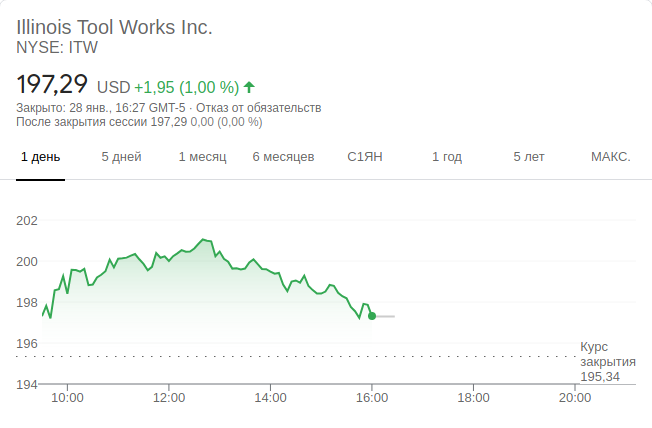 Illinois Tool Works Inc.
NYSE: ITW
197,29 USD +1,95 (1,00 %)
Закрыто: 28 янв., 16:27 GMT-5 · Отказ от обязательств
После закрытия сессии 197,29 0,00 (0,00 %)
1 день 5 дней 1 месяц 6 месяцев С1ЯН 1 год 5 лет МАКС.
202
200
198
196
Курс
закрытия
195,34
194
10:00 12:00 14:00 16:00 18:00 20:00